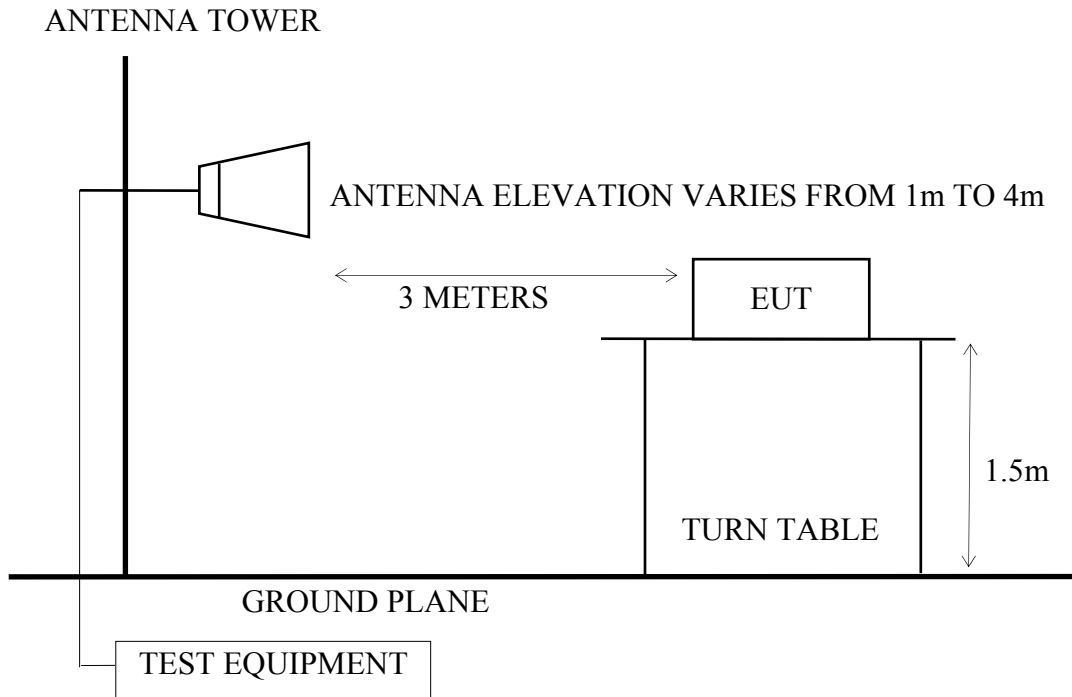 ANTENNA TOWER
ANTENNA ELEVATION VARIES FROM 1m TO 4m
3 METERS
EUT
1.5m
TURN TABLE
GROUND PLANE
TEST EQUIPMENT